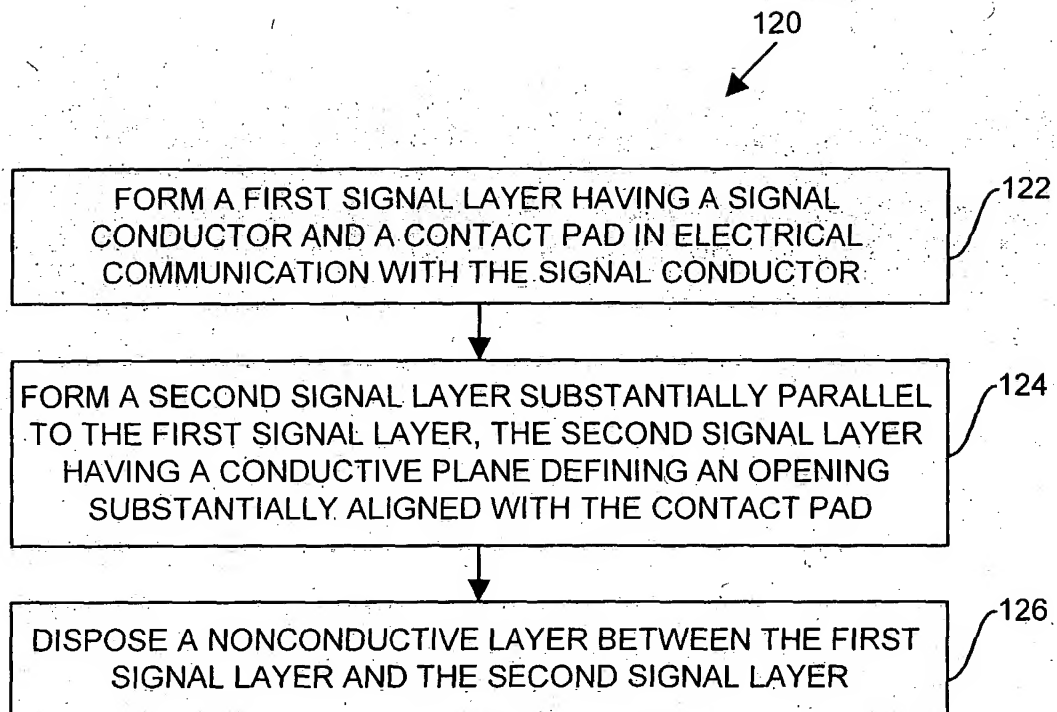 120
FORM A FIRST SIGNAL LAYER HAVING A SIGNAL
CONDUCTOR AND A CONTACT PAD IN ELECTRICAL
COMMUNICATION WITH THE SIGNAL CONDUCTOR
122
FORM A SECOND SIGNAL LAYER SUBSTANTIALLY PARALLEL
TO THE FIRST SIGNAL LAYER, THE SECOND SIGNAL LAYER
HAVING A CONDUCTIVE PLANE DEFINING AN OPENING
SUBSTANTIALLY ALIGNED WITH THE CONTACT PAD
124
DISPOSE A NONCONDUCTIVE LAYER BETWEEN THE FIRST
SIGNAL LAYER AND THE SECOND SIGNAL LAYER
126